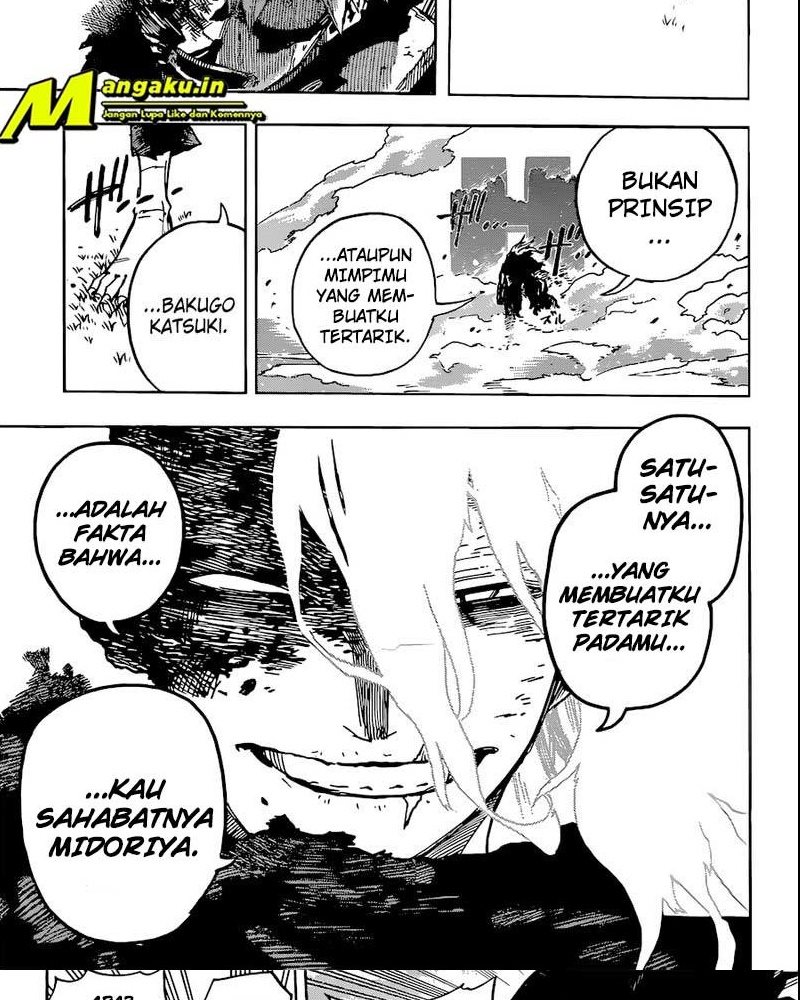 Mangaku.in
Jangan Lupa Like dan Komennya
BUKAN
PRINSIP
...
...ATAUPUN
MIMPIMU
YANG MEM-
BUATKU
TERTARIK.
...BAKUGO
KATSUKI.
SATU-
SATU-
NYA...
...YANG
MEMBUATKU
TERTARIK
PADAMU...
...ADALAH
FAKTA
BAHWA...
...KAU
SAHABATNYA
MIDORIYA.